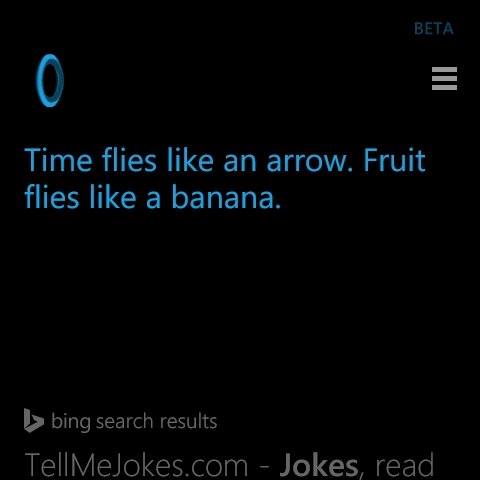 BETA
Time flies like an arrow. Fruit
flies like a banana.
bing search results
TellMeJokes.com - Jokes, read